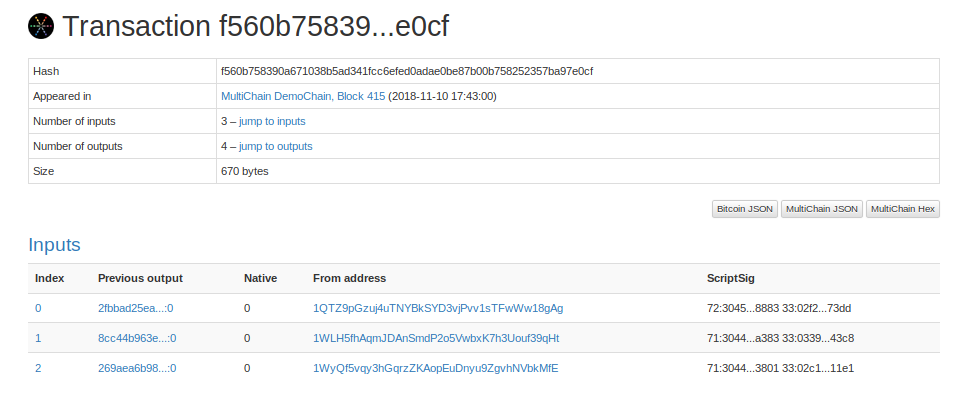 Transaction f560b75839...e0cf
Hash f560b758390a671038b5ad341fcc6efed0adae0be87b00b758252357ba97e0cf
Appeared in MultiChain DemoChain, Block 415 (2018-11-10 17:43:00)
Number of inputs 3 – jump to inputs
Number of outputs 4 – jump to outputs
Size 670 bytes
Bitcoin JSON MultiChain JSON MultiChain Hex
Inputs
Index Previous output Native From address ScriptSig
0 2fbbad25ea...:0 0 1QTZ9pGzuj4uTNYBkSYD3vjPvv1sTFwWw18gAg 72:3045...8883 33:02f2...73dd
1 8cc44b963e...:0 0 1WLH5fhAqmJDAnSmdP2o5VwbxK7h3Uouf39qHt 71:3044...a383 33:0339...43c8
2 269aea6b98...:0 0 1WyQf5vqy3hGqrzZKAopEuDnyu9ZgvhNVbkMfE 71:3044...3801 33:02c1...11e1